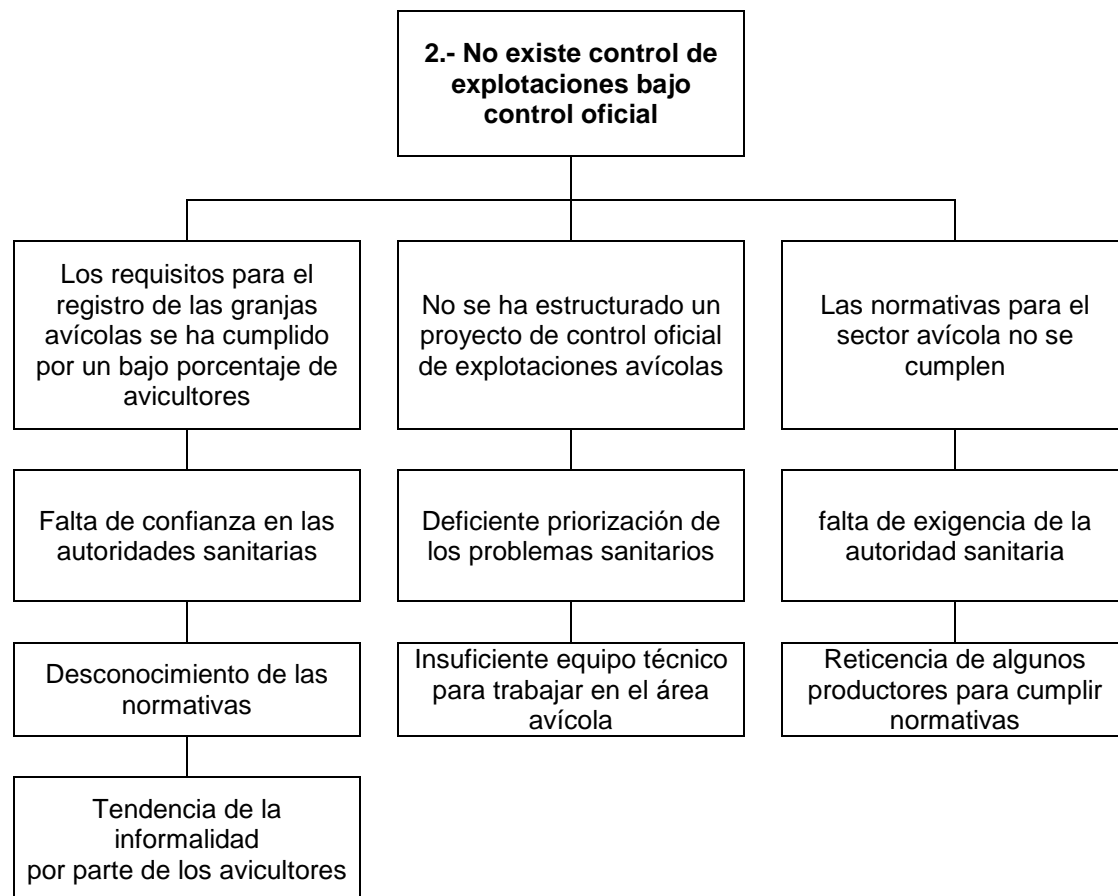 2.- No existe control de
explotaciones bajo
control oficial
Los requisitos para el
registro de las granjas
avícolas se ha cumplido
por un bajo porcentaje de
avicultores
No se ha estructurado un
proyecto de control oficial
de explotaciones avícolas
Las normativas para el
sector avícola no se
cumplen
Falta de confianza en las
autoridades sanitarias
Deficiente priorización de
los problemas sanitarios
falta de exigencia de la
autoridad sanitaria
Desconocimiento de las
normativas
Insuficiente equipo técnico
para trabajar en el área
avícola
Reticencia de algunos
productores para cumplir
normativas
Tendencia de la
informalidad
por parte de los avicultores